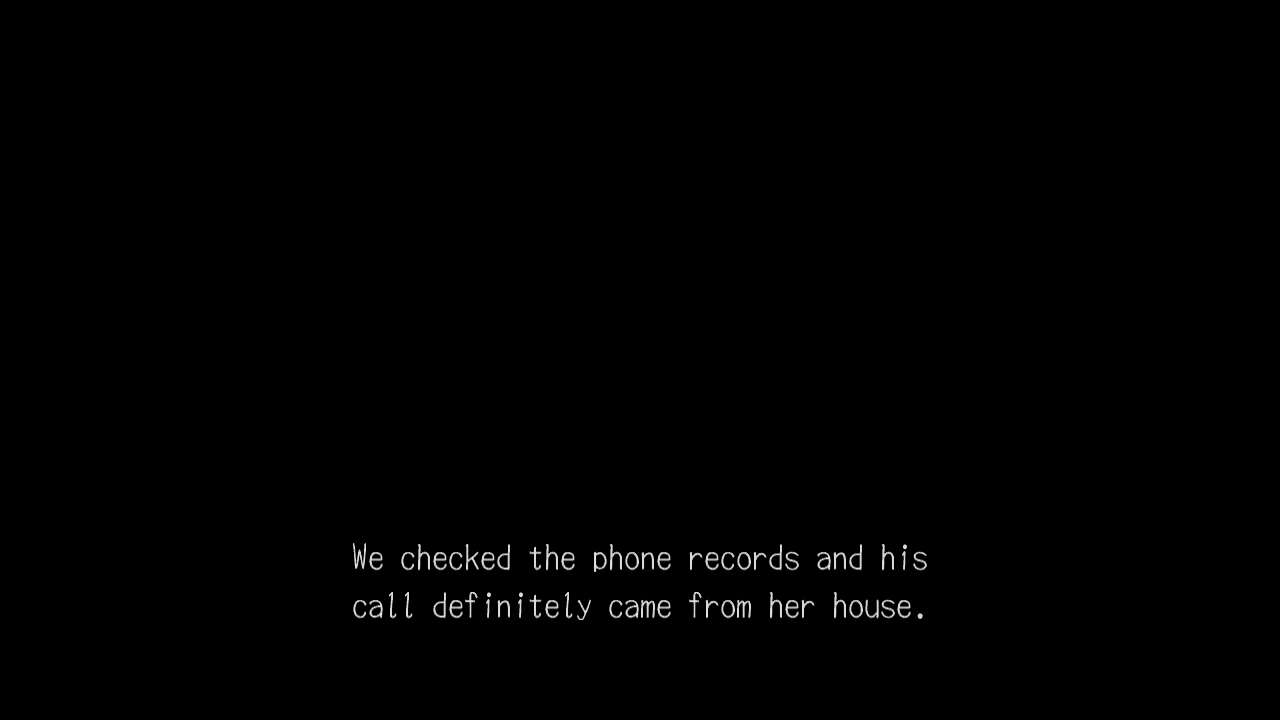 We checked the phone records and his
call definitely came from her house.